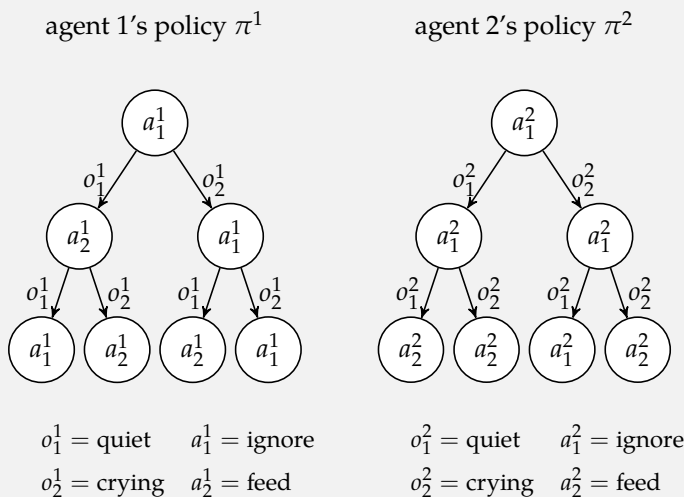 agent 1's policy π¹ agent 2's policy π²
a₁¹ a₁²
o₁¹ o₂¹ o₁² o₂²
a₂¹ a₁¹ a₁² a₁²
o₁¹ o₂¹ o₁¹ o₂¹ o₁² o₂² o₁² o₂²
a₁¹ a₂¹ a₂¹ a₁¹ a₂² a₂² a₁² a₂²
o₁¹ = quiet a₁¹ = ignore o₁² = quiet a₁² = ignore
o₂¹ = crying a₂¹ = feed o₂² = crying a₂² = feed